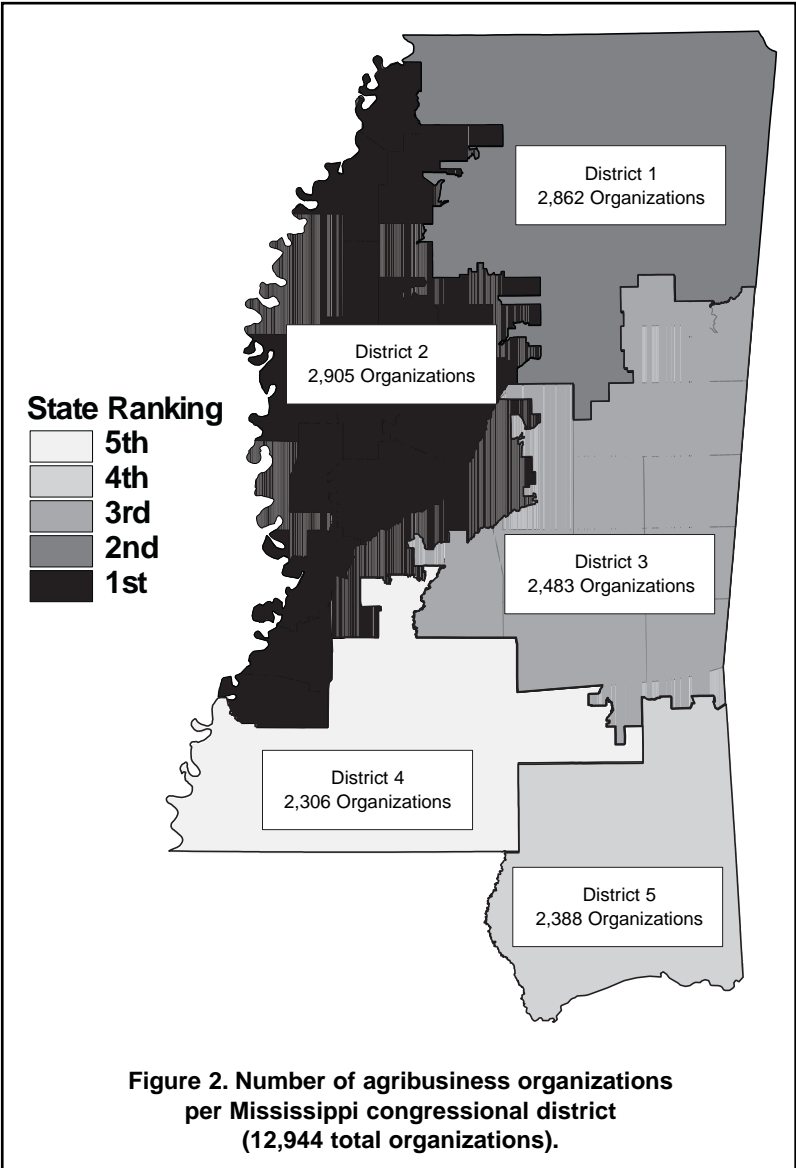 District 1
2,862 Organizations
District 2
2,905 Organizations
State Ranking
5th
4th
3rd
2nd
1st
District 3
2,483 Organizations
District 4
2,306 Organizations
District 5
2,388 Organizations
Figure 2. Number of agribusiness organizations
per Mississippi congressional district
(12,944 total organizations).